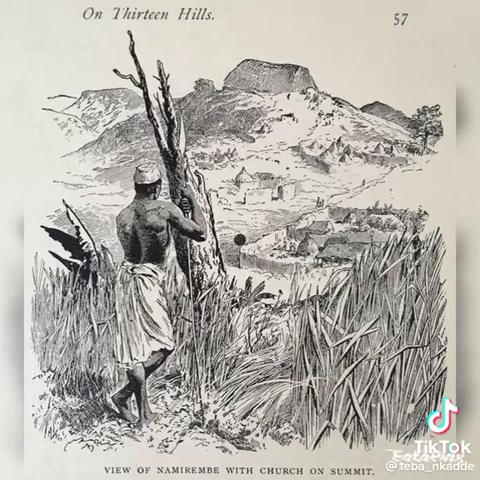 On Thirteen Hills.
57
VIEW OF NAMIREMBE WITH CHURCH ON SUMMIT.
TikTok
@teba_nkadde